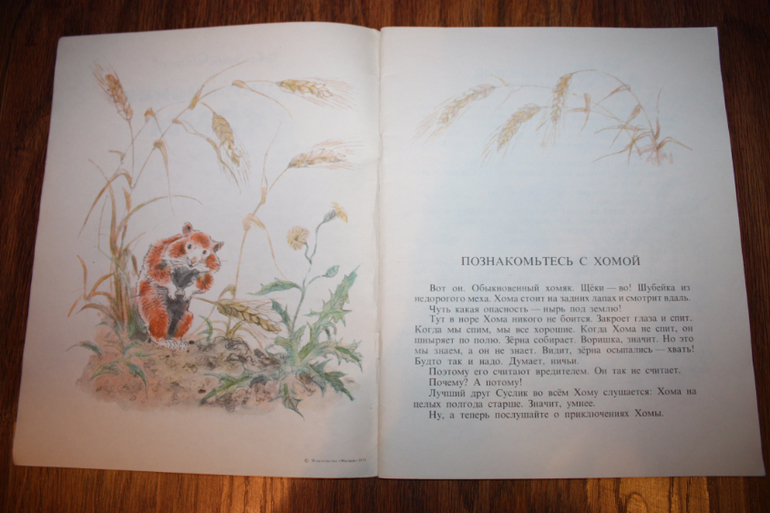 ПОЗНАКОМЬТЕСЬ С ХОМОЙ
Вот он. Обыкновенный хомяк. Щёки — во! Шубейка из
недорогого меха. Хома стоит на задних лапах и смотрит вдаль.
Чуть какая опасность — нырь под землю!
Тут в норе Хома никого не боится. Закроет глаза и спит.
Когда мы спим, мы все хорошие. Когда Хома не спит, он
шныряет по полю. Зёрна собирает. Воришка, значит. Но это
мы знаем, а он не знает. Видит, зёрна осыпались — хвать!
Будто так и надо. Думает, ничьи.
Поэтому его считают вредителем. Он так не считает.
Почему? А потому!
Лучший друг Суслик во всём Хому слушается: Хома на
целых полгода старше. Значит, умнее.
Ну, а теперь послушайте о приключениях Хомы.